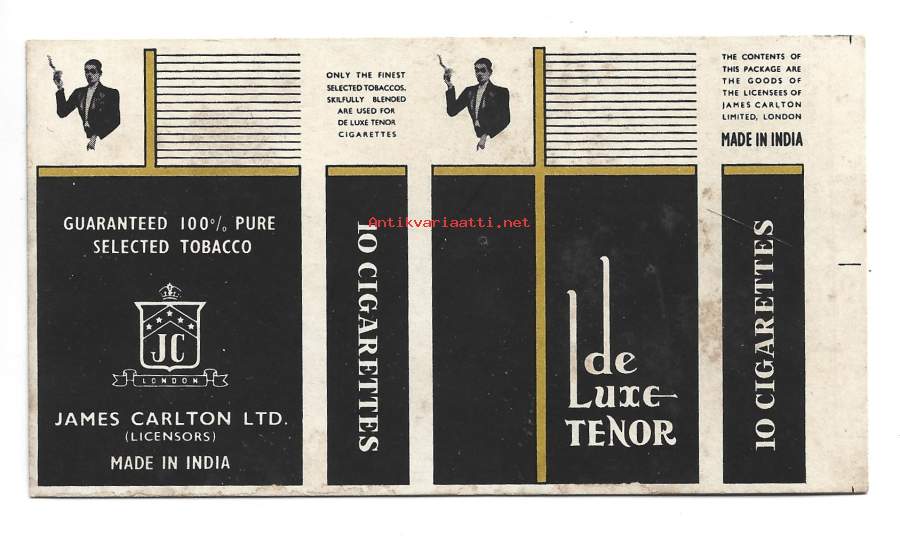 GUARANTEED 100% PURE
SELECTED TOBACCO
JC
LONDON
JAMES CARLTON LTD.
(LICENSORS)
MADE IN INDIA
ONLY THE FINEST
SELECTED TOBACCOS,
SKILFULLY BLENDED
ARE USED FOR
DE LUXE TENOR
CIGARETTES
10 CIGARETTES
Antikvariaatti.net
de
Luxe
TENOR
THE CONTENTS OF
THIS PACKAGE ARE
THE GOODS OF
THE LICENSEES OF
JAMES CARLTON
LIMITED, LONDON
MADE IN INDIA
10 CIGARETTES